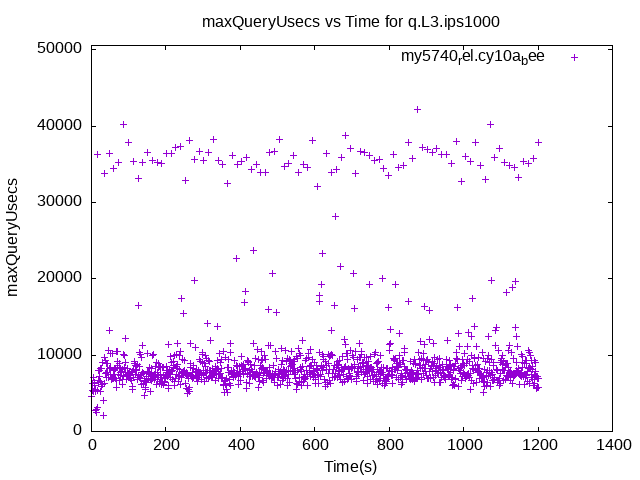 maxQueryUsecs vs Time for q.L3.ips1000
my5740rel.cy10abee
50000
40000
30000
20000
10000
0
maxQueryUsecs
0 200 400 600 800 1000 1200 1400
Time(s)